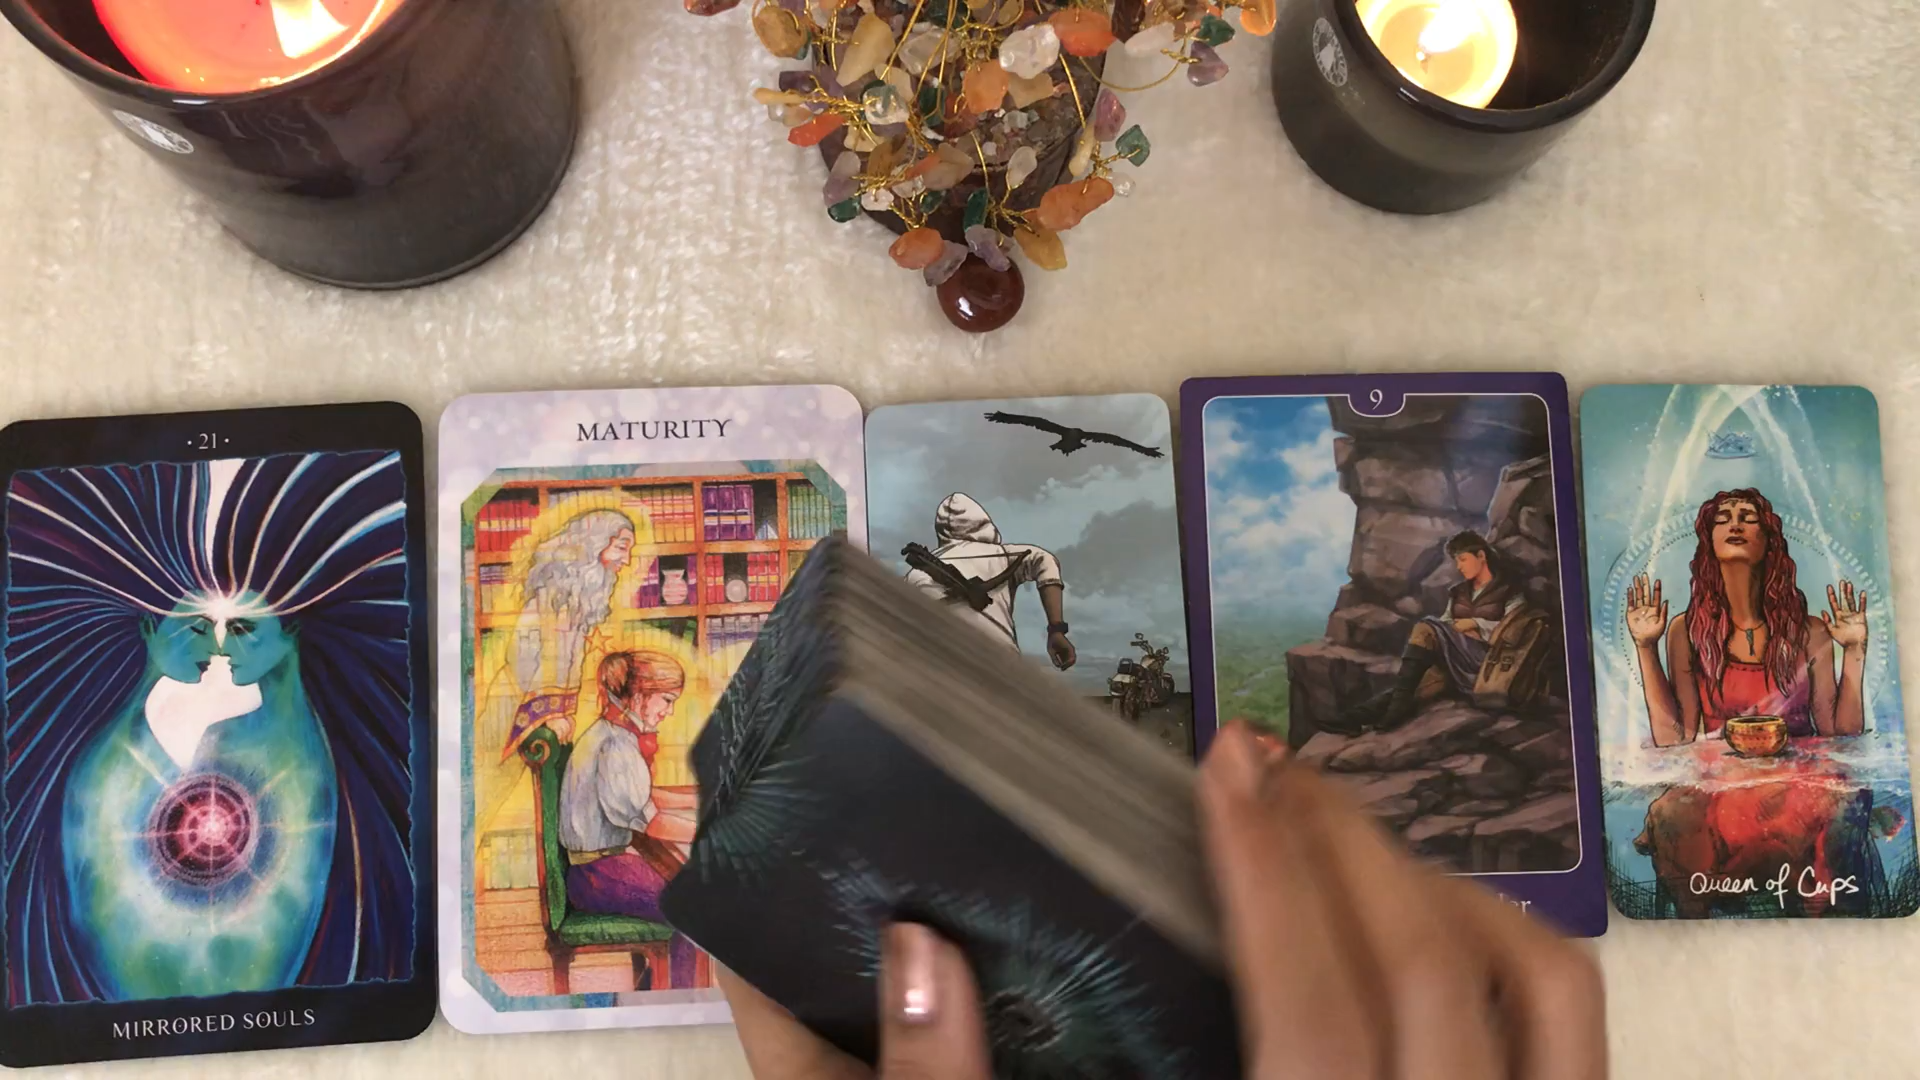 · 21 ·
MIRRORED SOULS
MATURITY
9
Queen of Cups